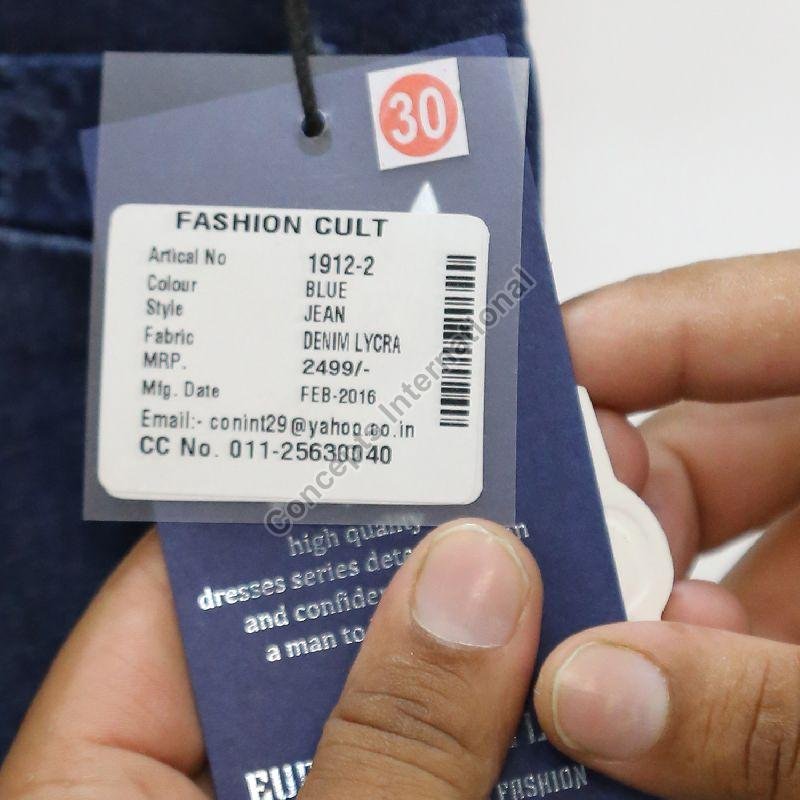 30
FASHION CULT
Artical No 1912-2
Colour BLUE
Style JEAN
Fabric DENIM LYCRA
MRP. 2499/-
Mfg. Date FEB-2016
Email:- conint29@yahoo.co.in
CC No. 011-25630040
Concepts International
high quality
dresses series
and
a man to
FASHION